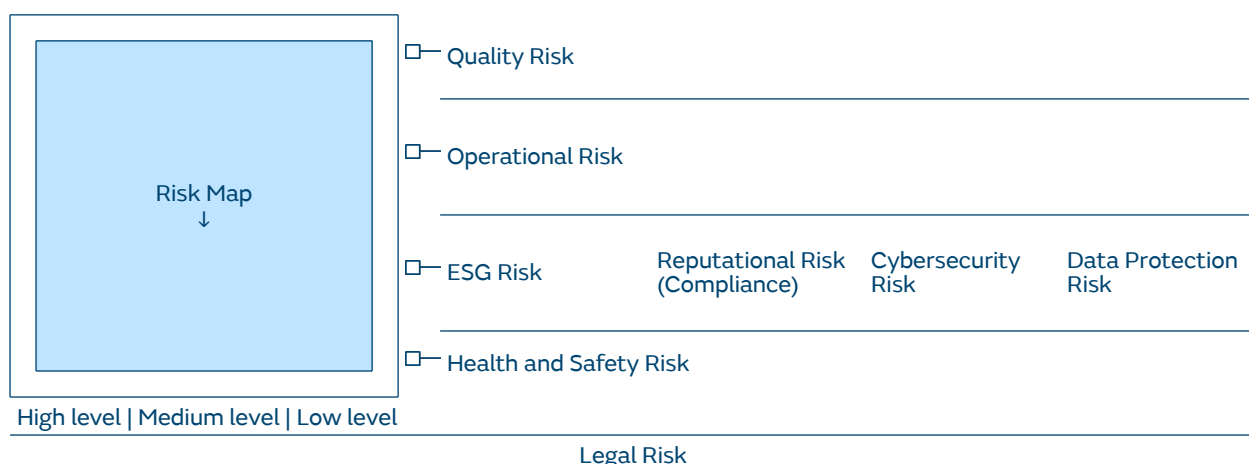 Quality Risk
Operational Risk
Risk Map
↓
ESG Risk
Reputational Risk
(Compliance)
Cybersecurity
Risk
Data Protection
Risk
Health and Safety Risk
High level | Medium level | Low level
Legal Risk